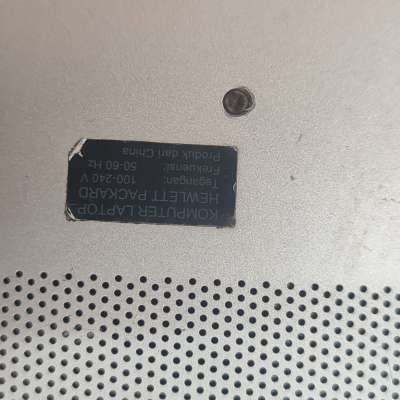 KOMPUTER LAPTOP
HEWLETT PACKARD
Tegangan: 100-240 V
Frekuensi: 50-60 Hz
Produk dari China